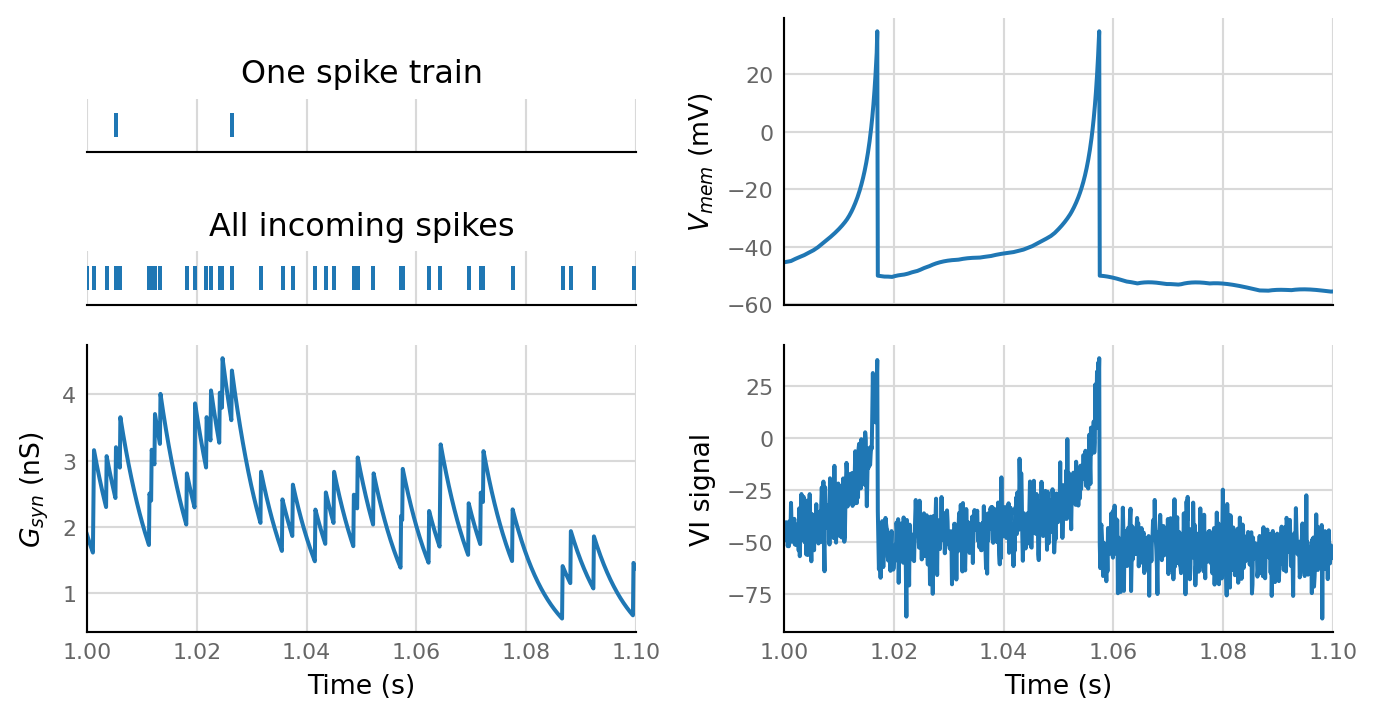 One spike train
All incoming spikes
G_syn (nS)
4
3
2
1
1.00 1.02 1.04 1.06 1.08 1.10
Time (s)
V_mem (mV)
20
0
−20
−40
−60
VI signal
25
0
−25
−50
−75
1.00 1.02 1.04 1.06 1.08 1.10
Time (s)